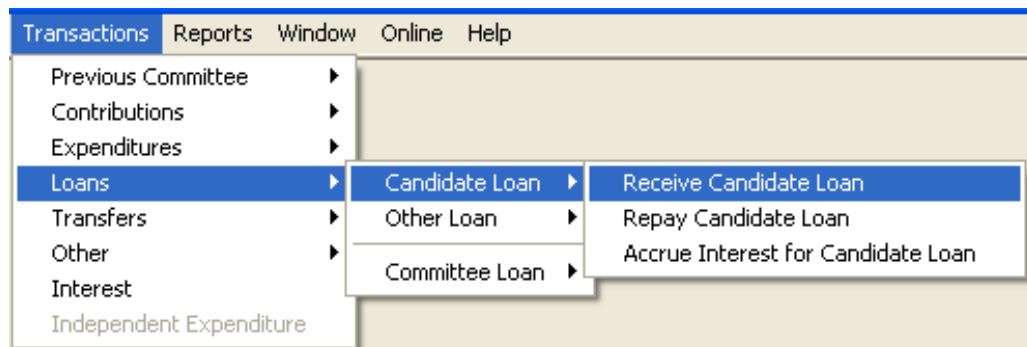 Transactions Reports Window Online Help
Previous Committee
Contributions
Expenditures
Loans
Transfers
Other
Interest
Independent Expenditure
Candidate Loan
Other Loan
Committee Loan
Receive Candidate Loan
Repay Candidate Loan
Accrue Interest for Candidate Loan